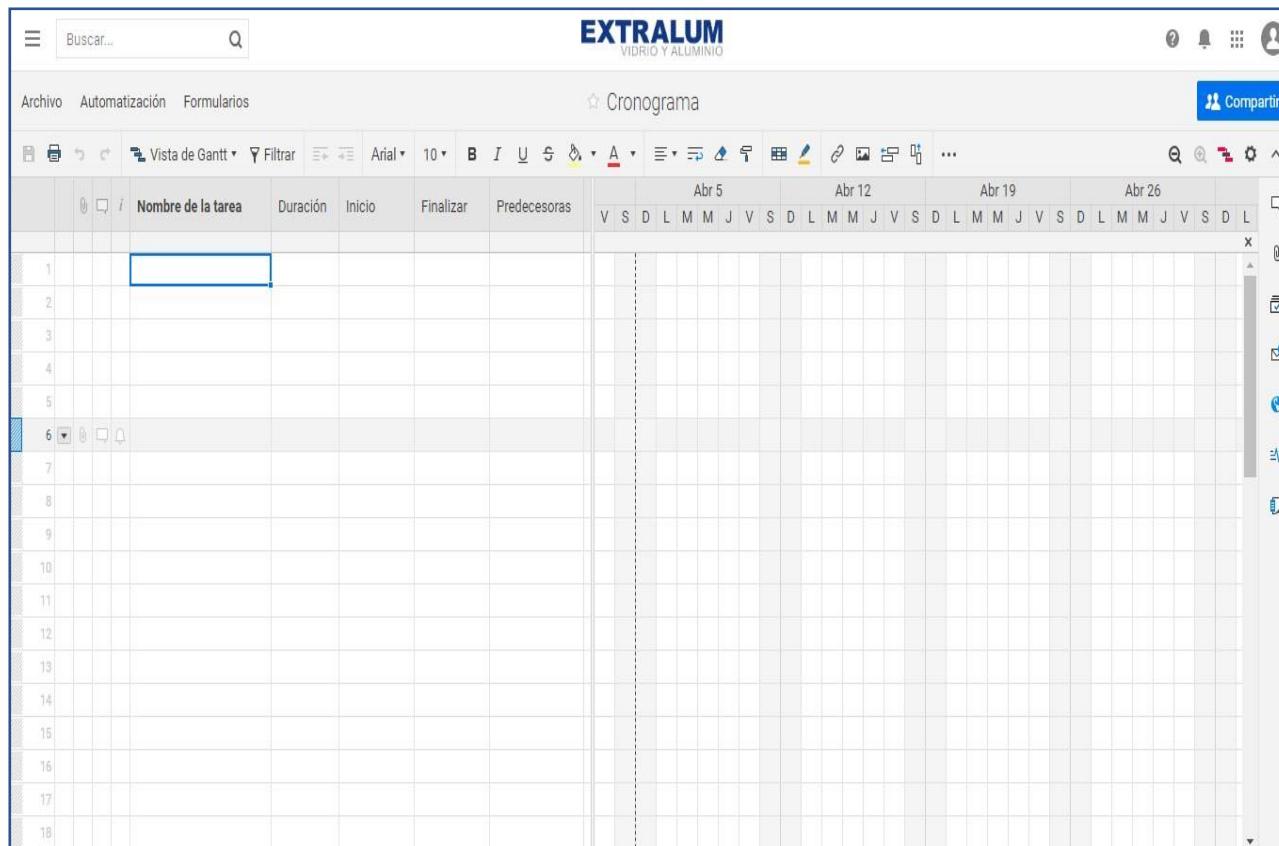 Buscar...
EXTRALUM
VIDRIO Y ALUMINIO
Archivo Automatización Formularios
Cronograma
Compartir
Vista de Gantt Filtrar Arial 10 B I U S A ...
Abr 5 Abr 12 Abr 19 Abr 26
i Nombre de la tarea Duración Inicio Finalizar Predecesoras
V S D L M M J V S D L M M J V S D L M M J V S D L M M J V S D L
x
1
2
3
4
5
6
7
8
9
10
11
12
13
14
15
16
17
18